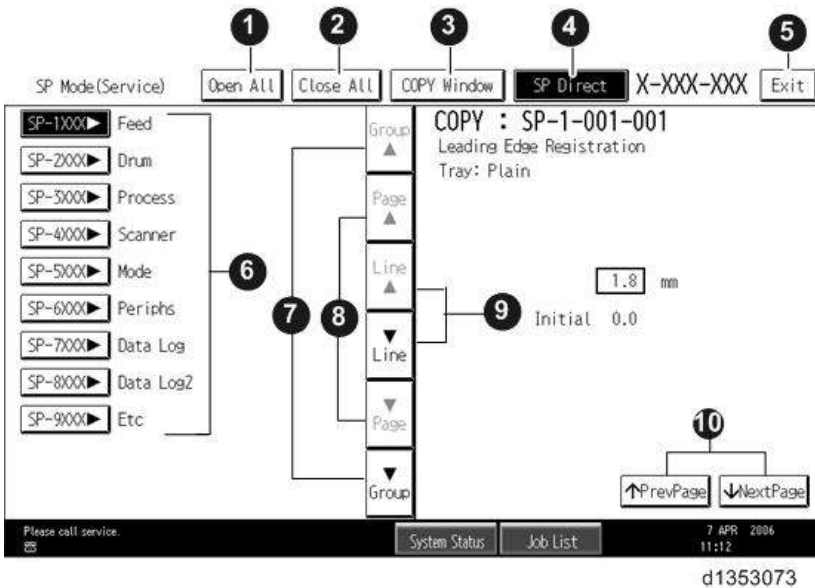 1 2 3 4 5
SP Mode(Service) Open All Close All COPY Window SP Direct X-XXX-XXX Exit
SP-1XXX▶ Feed
SP-2XXX▶ Drum
SP-3XXX▶ Process
SP-4XXX▶ Scanner
SP-5XXX▶ Mode
SP-6XXX▶ Periphs
SP-7XXX▶ Data Log
SP-8XXX▶ Data Log2
SP-9XXX▶ Etc
6
7
8
Group
▲
Page
▲
Line
▲
▼
Line
▼
Page
▼
Group
9
COPY : SP-1-001-001
Leading Edge Registration
Tray: Plain
1.8 mm
Initial 0.0
10
↑PrevPage ↓NextPage
Please call service.
System Status Job List
7 APR 2006
11:12
d1353073